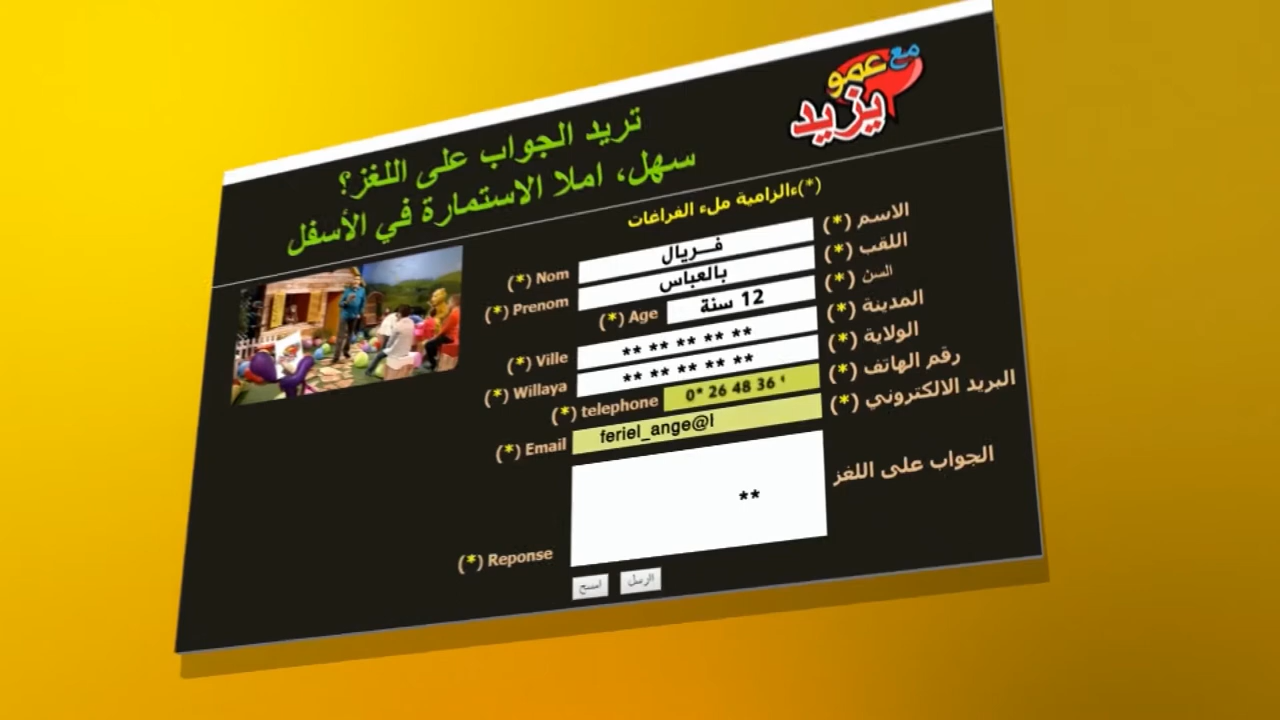 مع عمو يزيد
تريد الجواب على اللغز؟
سهل، املا الاستمارة في الأسفل
(*)ءالزامية ملء الفراغات
الاسم (*) فـريال Nom (*)
اللقب (*) بالعباس Prenom (*)
السن (*) 12 سنة Age (*)
المدينة (*) ** ** ** ** ** Ville (*)
الولاية (*) ** ** ** ** ** Willaya (*)
رقم الهاتف (*) 0* 26 48 36 telephone (*)
البريد الالكتروني (*) feriel_ange@l Email (*)
الجواب على اللغز
**
Reponse (*)
ارسل امسح